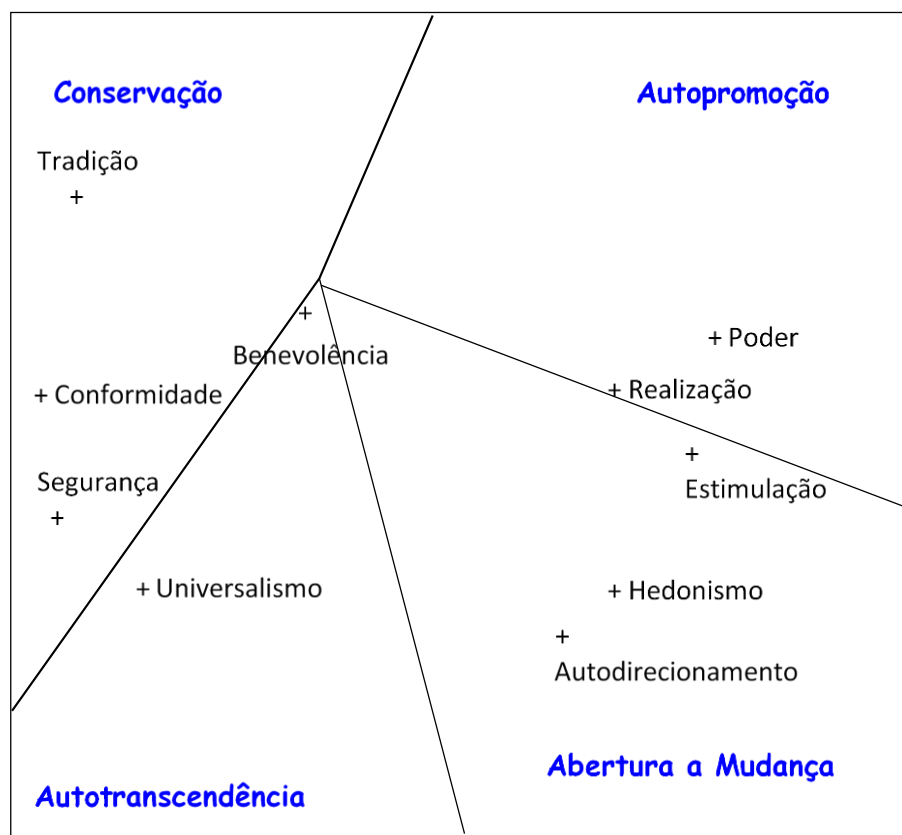 Conservação
Autopromoção
Tradição
+
+
Benevolência
+ Poder
+ Conformidade
+ Realização
Segurança
+
+
Estimulação
+ Universalismo
+ Hedonismo
+
Autodirecionamento
Abertura a Mudança
Autotranscendência